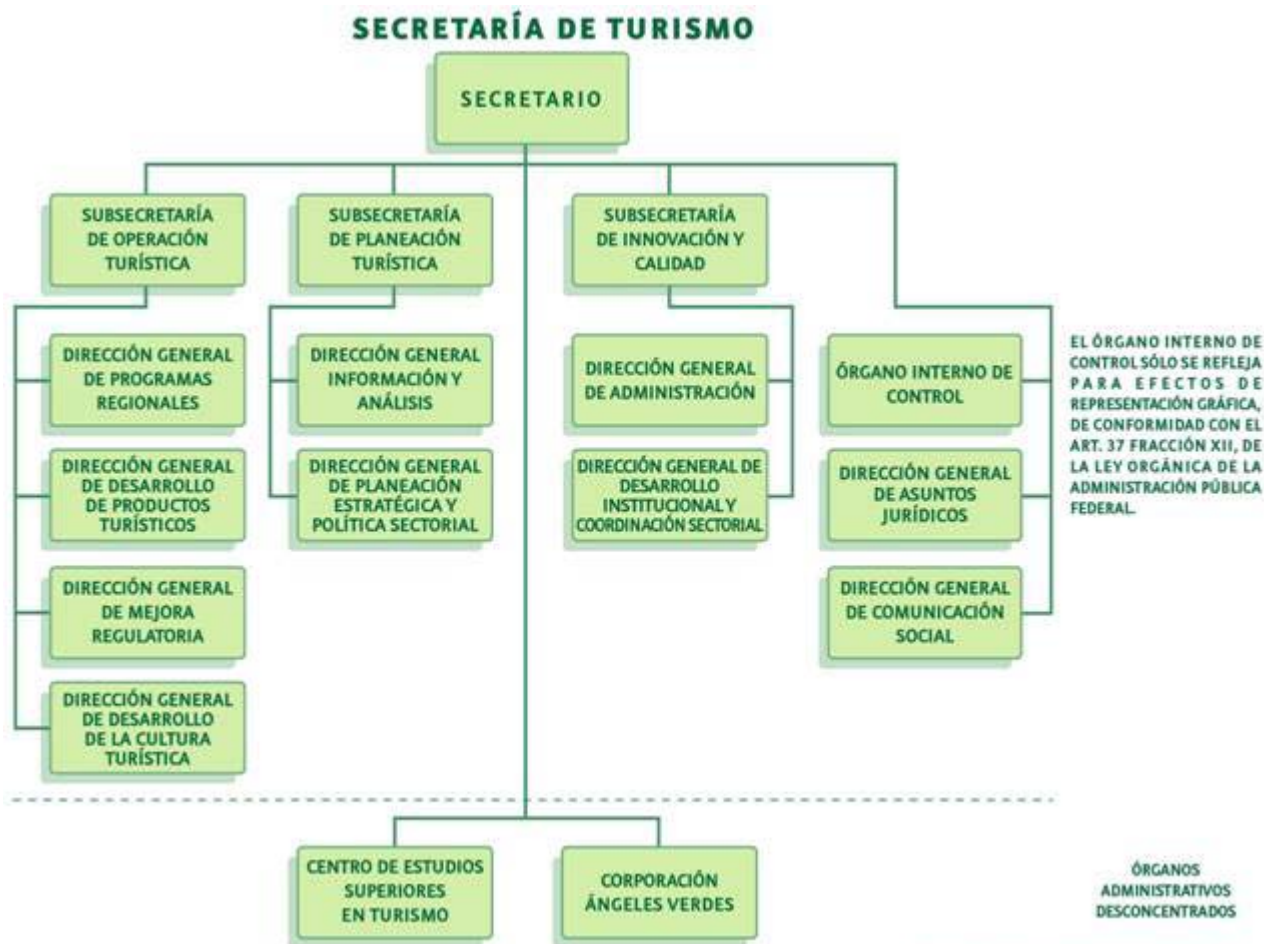 SECRETARÍA DE TURISMO
SECRETARIO
SUBSECRETARÍA
DE OPERACIÓN
TURÍSTICA
SUBSECRETARÍA
DE PLANEACIÓN
TURÍSTICA
SUBSECRETARÍA
DE INNOVACIÓN Y
CALIDAD
DIRECCIÓN GENERAL
DE PROGRAMAS
REGIONALES
DIRECCIÓN GENERAL
INFORMACIÓN Y
ANÁLISIS
DIRECCIÓN GENERAL
DE ADMINISTRACIÓN
ÓRGANO INTERNO DE
CONTROL
EL ÓRGANO INTERNO DE
CONTROL SÓLO SE REFLEJA
PARA EFECTOS DE
REPRESENTACIÓN GRÁFICA,
DE CONFORMIDAD CON EL
ART. 37 FRACCIÓN XII, DE
LA LEY ORGÁNICA DE LA
ADMINISTRACIÓN PÚBLICA
FEDERAL.
DIRECCIÓN GENERAL
DE DESARROLLO
DE PRODUCTOS
TURÍSTICOS
DIRECCIÓN GENERAL
DE PLANEACIÓN
ESTRATÉGICA Y
POLÍTICA SECTORIAL
DIRECCIÓN GENERAL DE
DESARROLLO
INSTITUCIONAL Y
COORDINACIÓN SECTORIAL
DIRECCIÓN GENERAL
DE ASUNTOS
JURÍDICOS
DIRECCIÓN GENERAL
DE MEJORA
REGULATORIA
DIRECCIÓN GENERAL
DE COMUNICACIÓN
SOCIAL
DIRECCIÓN GENERAL
DE DESARROLLO
DE LA CULTURA
TURÍSTICA
CENTRO DE ESTUDIOS
SUPERIORES
EN TURISMO
CORPORACIÓN
ÁNGELES VERDES
ÓRGANOS
ADMINISTRATIVOS
DESCONCENTRADOS